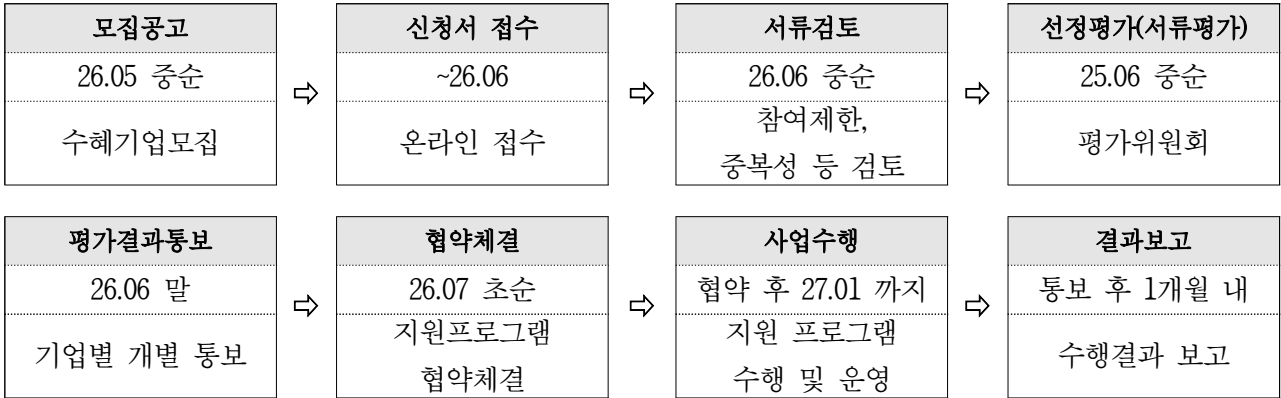 모집공고
26.05 중순
수혜기업모집
⇨
신청서 접수
~26.06
온라인 접수
⇨
서류검토
26.06 중순
참여제한,
중복성 등 검토
⇨
선정평가(서류평가)
25.06 중순
평가위원회
평가결과통보
26.06 말
기업별 개별 통보
⇨
협약체결
26.07 초순
지원프로그램
협약체결
⇨
사업수행
협약 후 27.01 까지
지원 프로그램
수행 및 운영
⇨
결과보고
통보 후 1개월 내
수행결과 보고